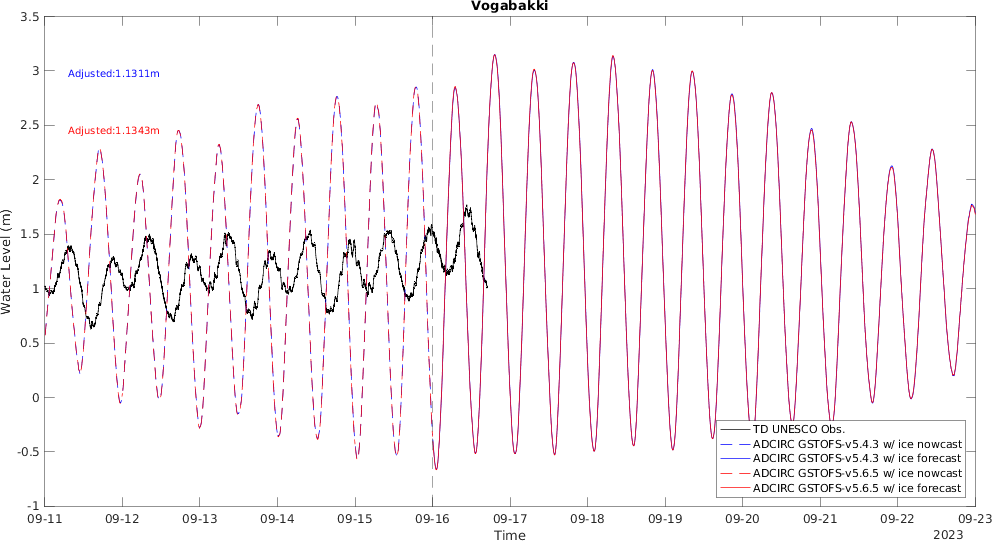 Vogabakki
3.5
3
2.5
2
1.5
1
0.5
0
-0.5
-1
Water Level (m)
Adjusted:1.1311m
Adjusted:1.1343m
TD UNESCO Obs.
ADCIRC GSTOFS-v5.4.3 w/ ice nowcast
ADCIRC GSTOFS-v5.4.3 w/ ice forecast
ADCIRC GSTOFS-v5.6.5 w/ ice nowcast
ADCIRC GSTOFS-v5.6.5 w/ ice forecast
09-11 09-12 09-13 09-14 09-15 09-16 09-17 09-18 09-19 09-20 09-21 09-22 09-23
Time
2023